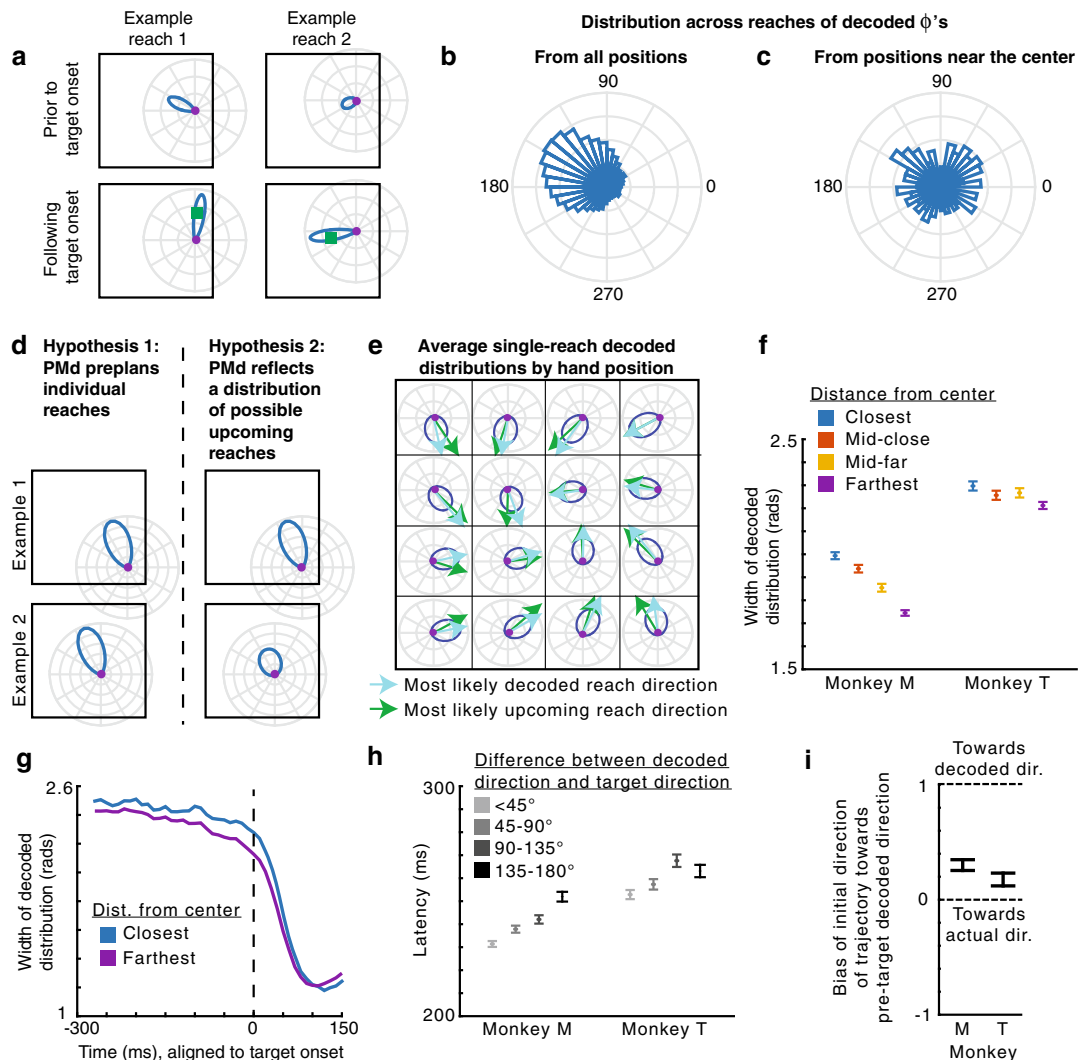 Example
reach 1
Example
reach 2
a
Prior to
target onset
Following
target onset
Distribution across reaches of decoded ϕ's
b
From all positions
90
180
0
270
c
From positions near the center
90
180
0
270
d
Hypothesis 1:
PMd preplans
individual
reaches
Hypothesis 2:
PMd reflects
a distribution
of possible
upcoming
reaches
Example 1
Example 2
e
Average single-reach decoded
distributions by hand position
Most likely decoded reach direction
Most likely upcoming reach direction
f
Distance from center
Closest
Mid-close
Mid-far
Farthest
2.5
1.5
Width of decoded
distribution (rads)
Monkey M
Monkey T
g
2.6
1
Width of decoded
distribution (rads)
Dist. from center
Closest
Farthest
-300
0
150
Time (ms), aligned to target onset
h
Difference between decoded
direction and target direction
<45°
45-90°
90-135°
135-180°
300
200
Latency (ms)
Monkey M
Monkey T
i
Towards
decoded dir.
1
0
-1
Towards
actual dir.
Bias of initial direction
of trajectory towards
pre-target decoded direction
M
T
Monkey